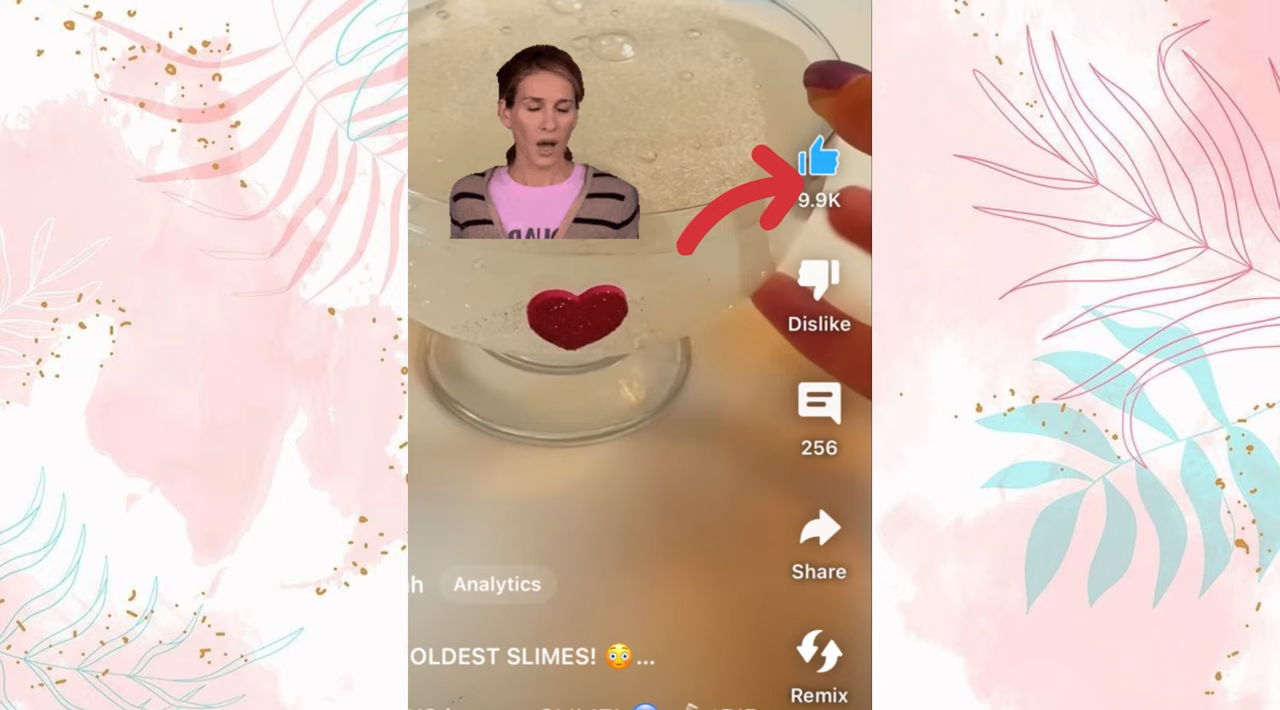 9.9K
Dislike
256
Share
Analytics
OLDEST SLIMES! 😳...
Remix